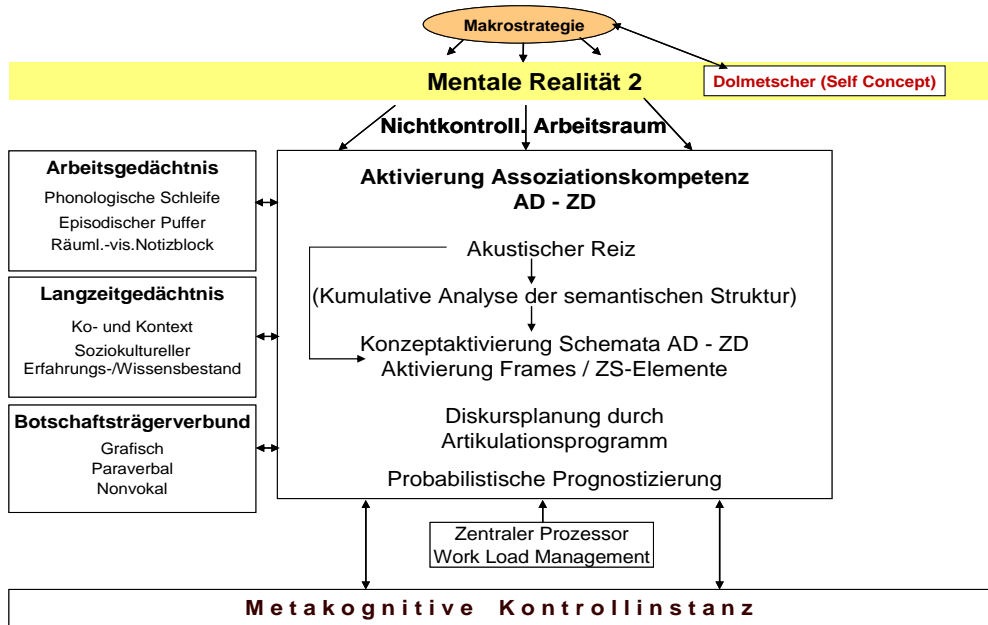 Makrostrategie
Mentale Realität 2
Dolmetscher (Self Concept)
Nichtkontroll. Arbeitsraum
Arbeitsgedächtnis
Phonologische Schleife
Episodischer Puffer
Räuml.-vis.Notizblock
Langzeitgedächtnis
Ko- und Kontext
Soziokultureller
Erfahrungs-/Wissensbestand
Botschaftsträgerverbund
Grafisch
Paraverbal
Nonvokal
Aktivierung Assoziationskompetenz
AD - ZD
Akustischer Reiz
(Kumulative Analyse der semantischen Struktur)
Konzeptaktivierung Schemata AD - ZD
Aktivierung Frames / ZS-Elemente
Diskursplanung durch
Artikulationsprogramm
Probabilistische Prognostizierung
Zentraler Prozessor
Work Load Management
Metakognitive Kontrollinstanz